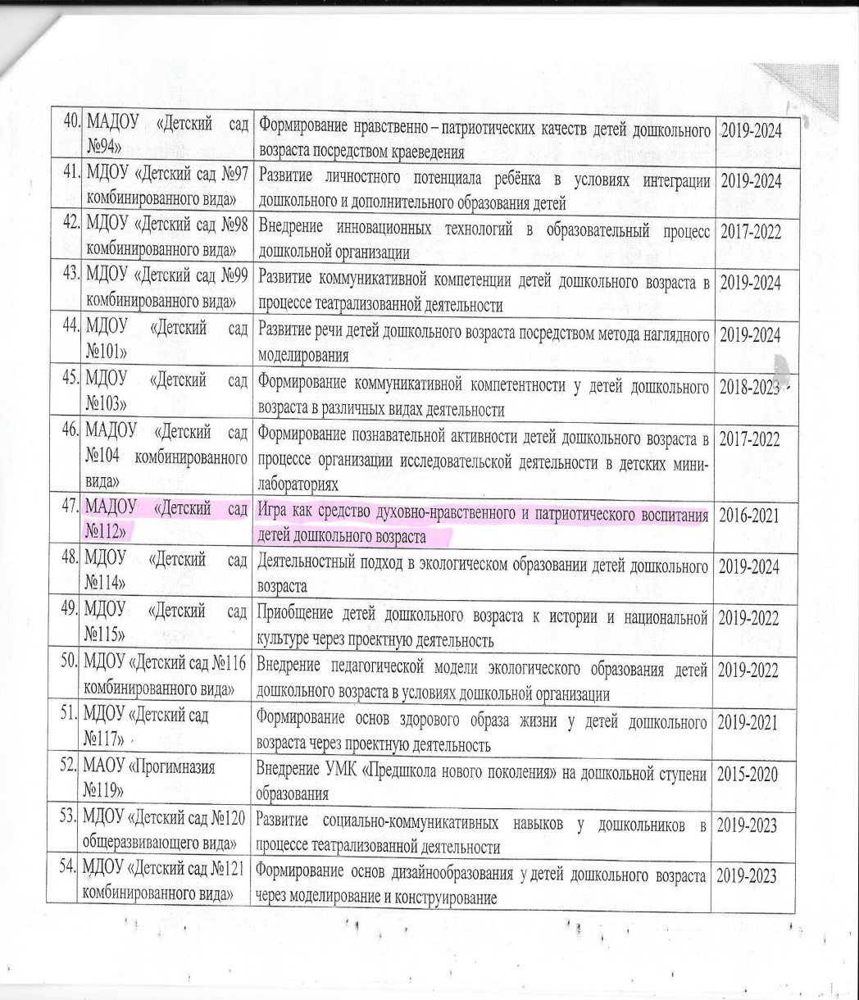 40. МАДОУ «Детский сад №94» Формирование нравственно – патриотических качеств детей дошкольного возраста посредством краеведения 2019-2024
41. МДОУ «Детский сад №97 комбинированного вида» Развитие личностного потенциала ребёнка в условиях интеграции дошкольного и дополнительного образования детей 2019-2024
42. МДОУ «Детский сад №98 комбинированного вида» Внедрение инновационных технологий в образовательный процесс дошкольной организации 2017-2022
43. МДОУ «Детский сад №99 комбинированного вида» Развитие коммуникативной компетенции детей дошкольного возраста в процессе театрализованной деятельности 2019-2024
44. МДОУ «Детский сад №101» Развитие речи детей дошкольного возраста посредством метода наглядного моделирования 2019-2024
45. МДОУ «Детский сад №103» Формирование коммуникативной компетентности у детей дошкольного возраста в различных видах деятельности 2018-2023
46. МАДОУ «Детский сад №104 комбинированного вида» Формирование познавательной активности детей дошкольного возраста в процессе организации исследовательской деятельности в детских мини-лабораториях 2017-2022
47. МАДОУ «Детский сад №112» Игра как средство духовно-нравственного и патриотического воспитания детей дошкольного возраста 2016-2021
48. МДОУ «Детский сад №114» Деятельностный подход в экологическом образовании детей дошкольного возраста 2019-2024
49. МДОУ «Детский сад №115» Приобщение детей дошкольного возраста к истории и национальной культуре через проектную деятельность 2019-2022
50. МДОУ «Детский сад №116 комбинированного вида» Внедрение педагогической модели экологического образования детей дошкольного возраста в условиях дошкольной организации 2019-2022
51. МДОУ «Детский сад №117» Формирование основ здорового образа жизни у детей дошкольного возраста через проектную деятельность 2019-2021
52. МАОУ «Прогимназия №119» Внедрение УМК «Предшкола нового поколения» на дошкольной ступени образования 2015-2020
53. МДОУ «Детский сад №120 общеразвивающего вида» Развитие социально-коммуникативных навыков у дошкольников в процессе театрализованной деятельности 2019-2023
54. МДОУ «Детский сад №121 комбинированного вида» Формирование основ дизайнообразования у детей дошкольного возраста через моделирование и конструирование 2019-2023